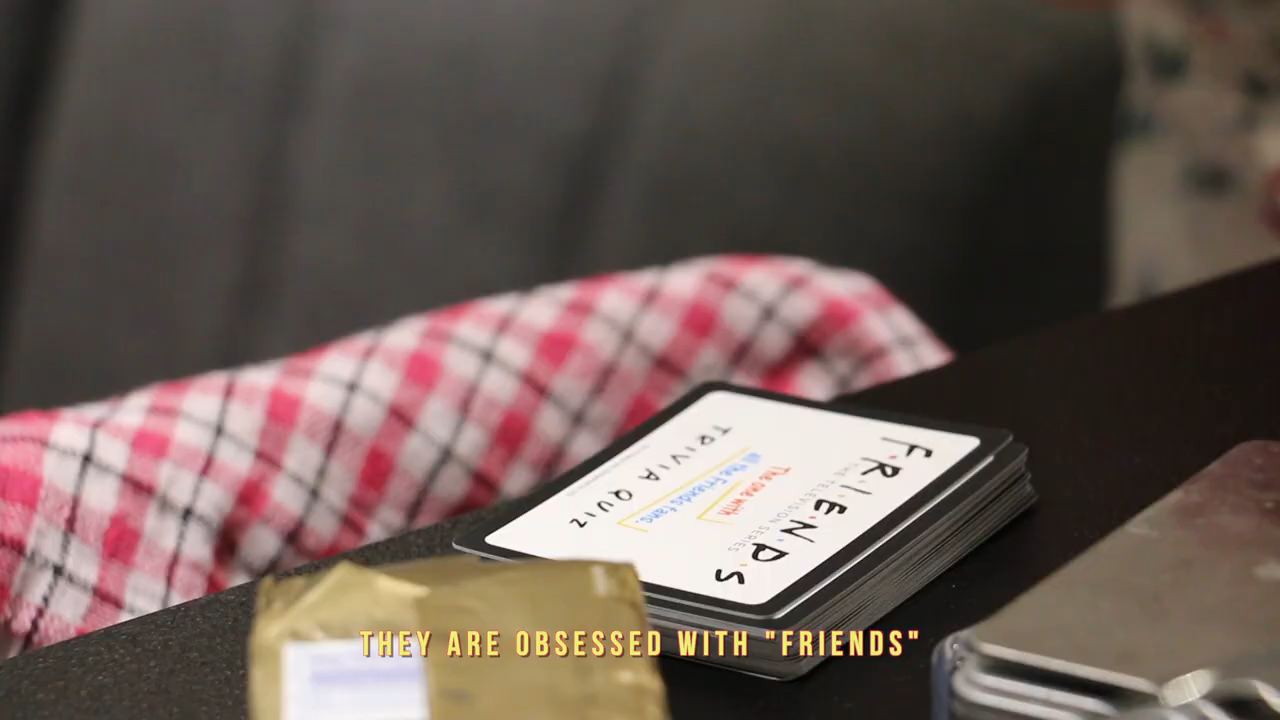 F·R·I·E·N·D·S
THE TELEVISION SERIES
The one with
all the Friends fans.
TRIVIA QUIZ
THEY ARE OBSESSED WITH "FRIENDS"